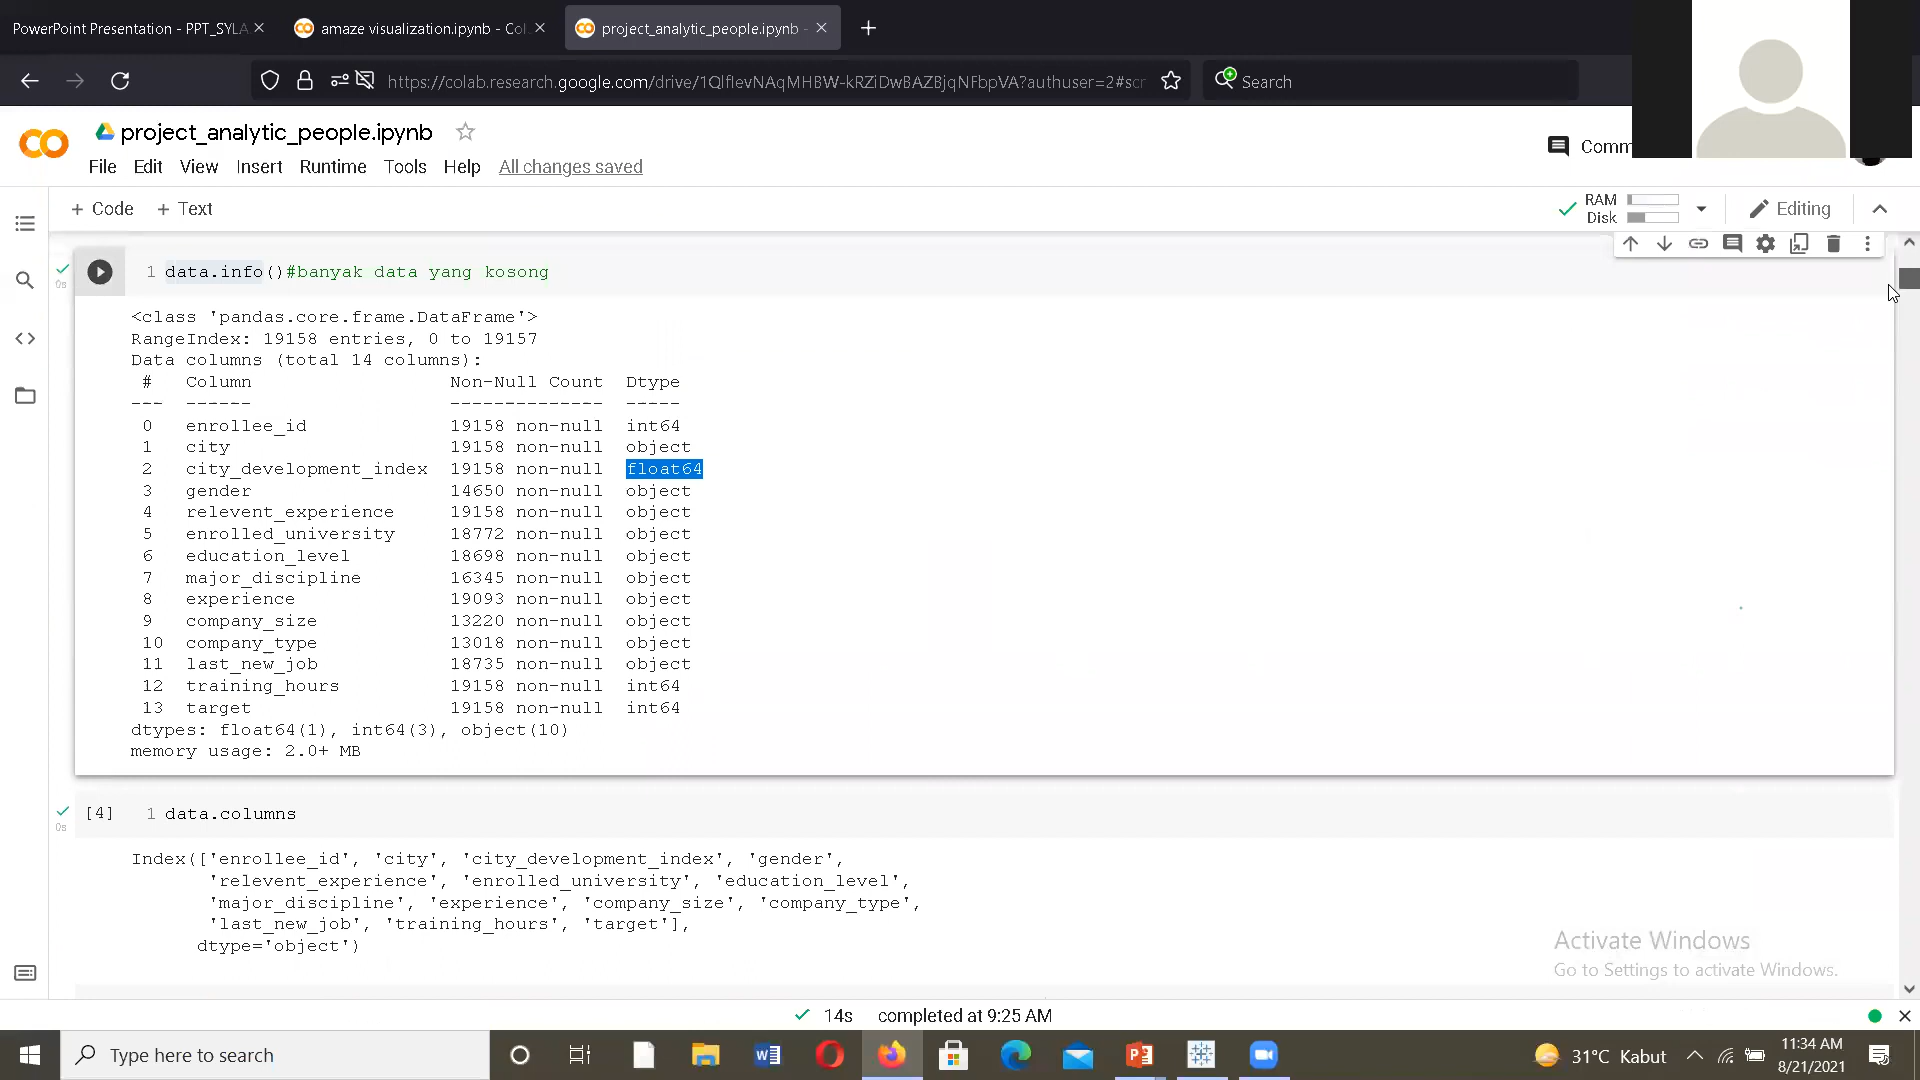 PowerPoint Presentation - PPT_SYLA
amaze visualization.ipynb - Col
project_analytic_people.ipynb -
https://colab.research.google.com/drive/1QlfIevNAqMHBW-kRZiDwBAZBjqNFbpVA?authuser=2#scr
Search
project_analytic_people.ipynb
Comm
File Edit View Insert Runtime Tools Help All changes saved
+ Code + Text
RAM
Disk
Editing
1 data.info()#banyak data yang kosong
0s
<class 'pandas.core.frame.DataFrame'>
RangeIndex: 19158 entries, 0 to 19157
Data columns (total 14 columns):
# Column Non-Null Count Dtype
--- ------ -------------- -----
0 enrollee_id 19158 non-null int64
1 city 19158 non-null object
2 city_development_index 19158 non-null float64
3 gender 14650 non-null object
4 relevent_experience 19158 non-null object
5 enrolled_university 18772 non-null object
6 education_level 18698 non-null object
7 major_discipline 16345 non-null object
8 experience 19093 non-null object
9 company_size 13220 non-null object
10 company_type 13018 non-null object
11 last_new_job 18735 non-null object
12 training_hours 19158 non-null int64
13 target 19158 non-null int64
dtypes: float64(1), int64(3), object(10)
memory usage: 2.0+ MB
[4] 1 data.columns
0s
Index(['enrollee_id', 'city', 'city_development_index', 'gender',
'relevent_experience', 'enrolled_university', 'education_level',
'major_discipline', 'experience', 'company_size', 'company_type',
'last_new_job', 'training_hours', 'target'],
dtype='object')
Activate Windows
Go to Settings to activate Windows.
14s completed at 9:25 AM
Type here to search
31°C Kabut
11:34 AM
8/21/2021